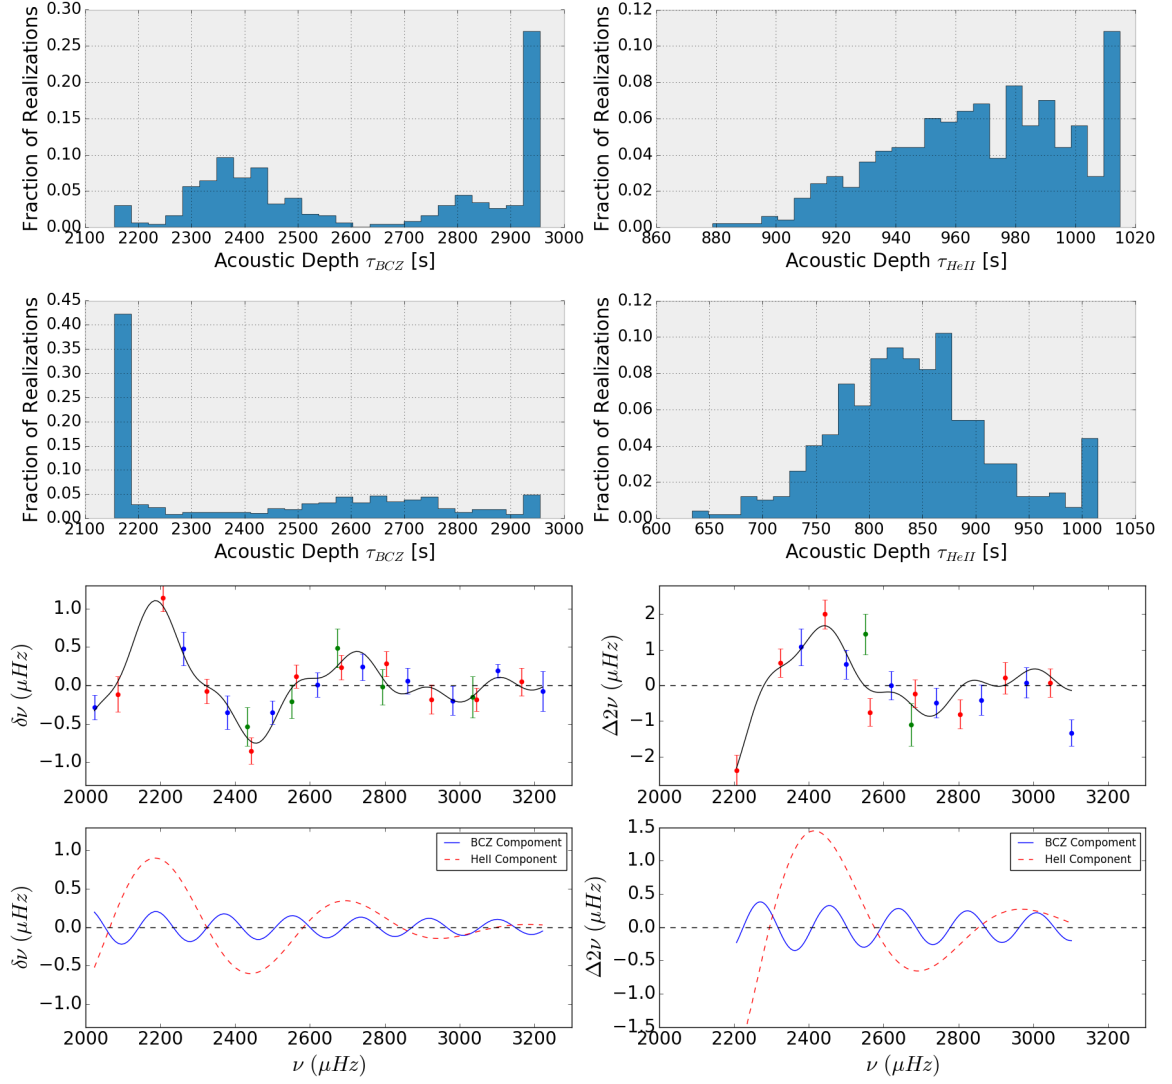 0.30
0.25
0.20
0.15
0.10
0.05
0.00
Fraction of Realizations
2100 2200 2300 2400 2500 2600 2700 2800 2900 3000
Acoustic Depth τ_BCZ [s]
0.12
0.10
0.08
0.06
0.04
0.02
0.00
Fraction of Realizations
860 880 900 920 940 960 980 1000 1020
Acoustic Depth τ_HeII [s]
0.45
0.40
0.35
0.30
0.25
0.20
0.15
0.10
0.05
0.00
Fraction of Realizations
2100 2200 2300 2400 2500 2600 2700 2800 2900 3000
Acoustic Depth τ_BCZ [s]
0.12
0.10
0.08
0.06
0.04
0.02
0.00
Fraction of Realizations
600 650 700 750 800 850 900 950 1000 1050
Acoustic Depth τ_HeII [s]
1.0
0.5
0.0
−0.5
−1.0
δν (μHz)
2000 2200 2400 2600 2800 3000 3200
2
1
0
−1
−2
Δ2ν (μHz)
2000 2200 2400 2600 2800 3000 3200
BCZ Compoment
HeII Component
1.0
0.5
0.0
−0.5
−1.0
δν (μHz)
2000 2200 2400 2600 2800 3000 3200
ν (μHz)
BCZ Compoment
HeII Component
1.5
1.0
0.5
0.0
−0.5
−1.0
−1.5
Δ2ν (μHz)
2000 2200 2400 2600 2800 3000 3200
ν (μHz)